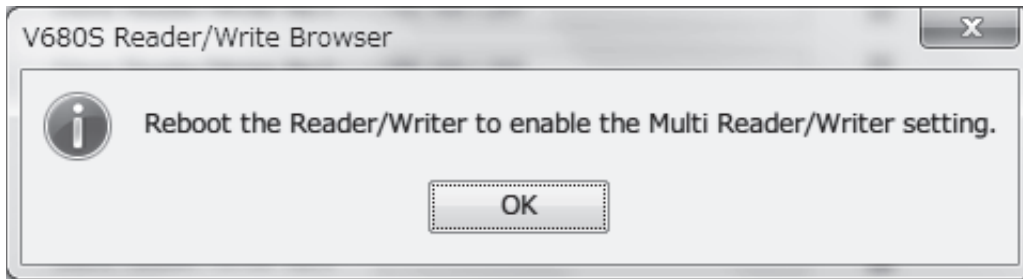 V680S Reader/Write Browser
Reboot the Reader/Writer to enable the Multi Reader/Writer setting.
OK